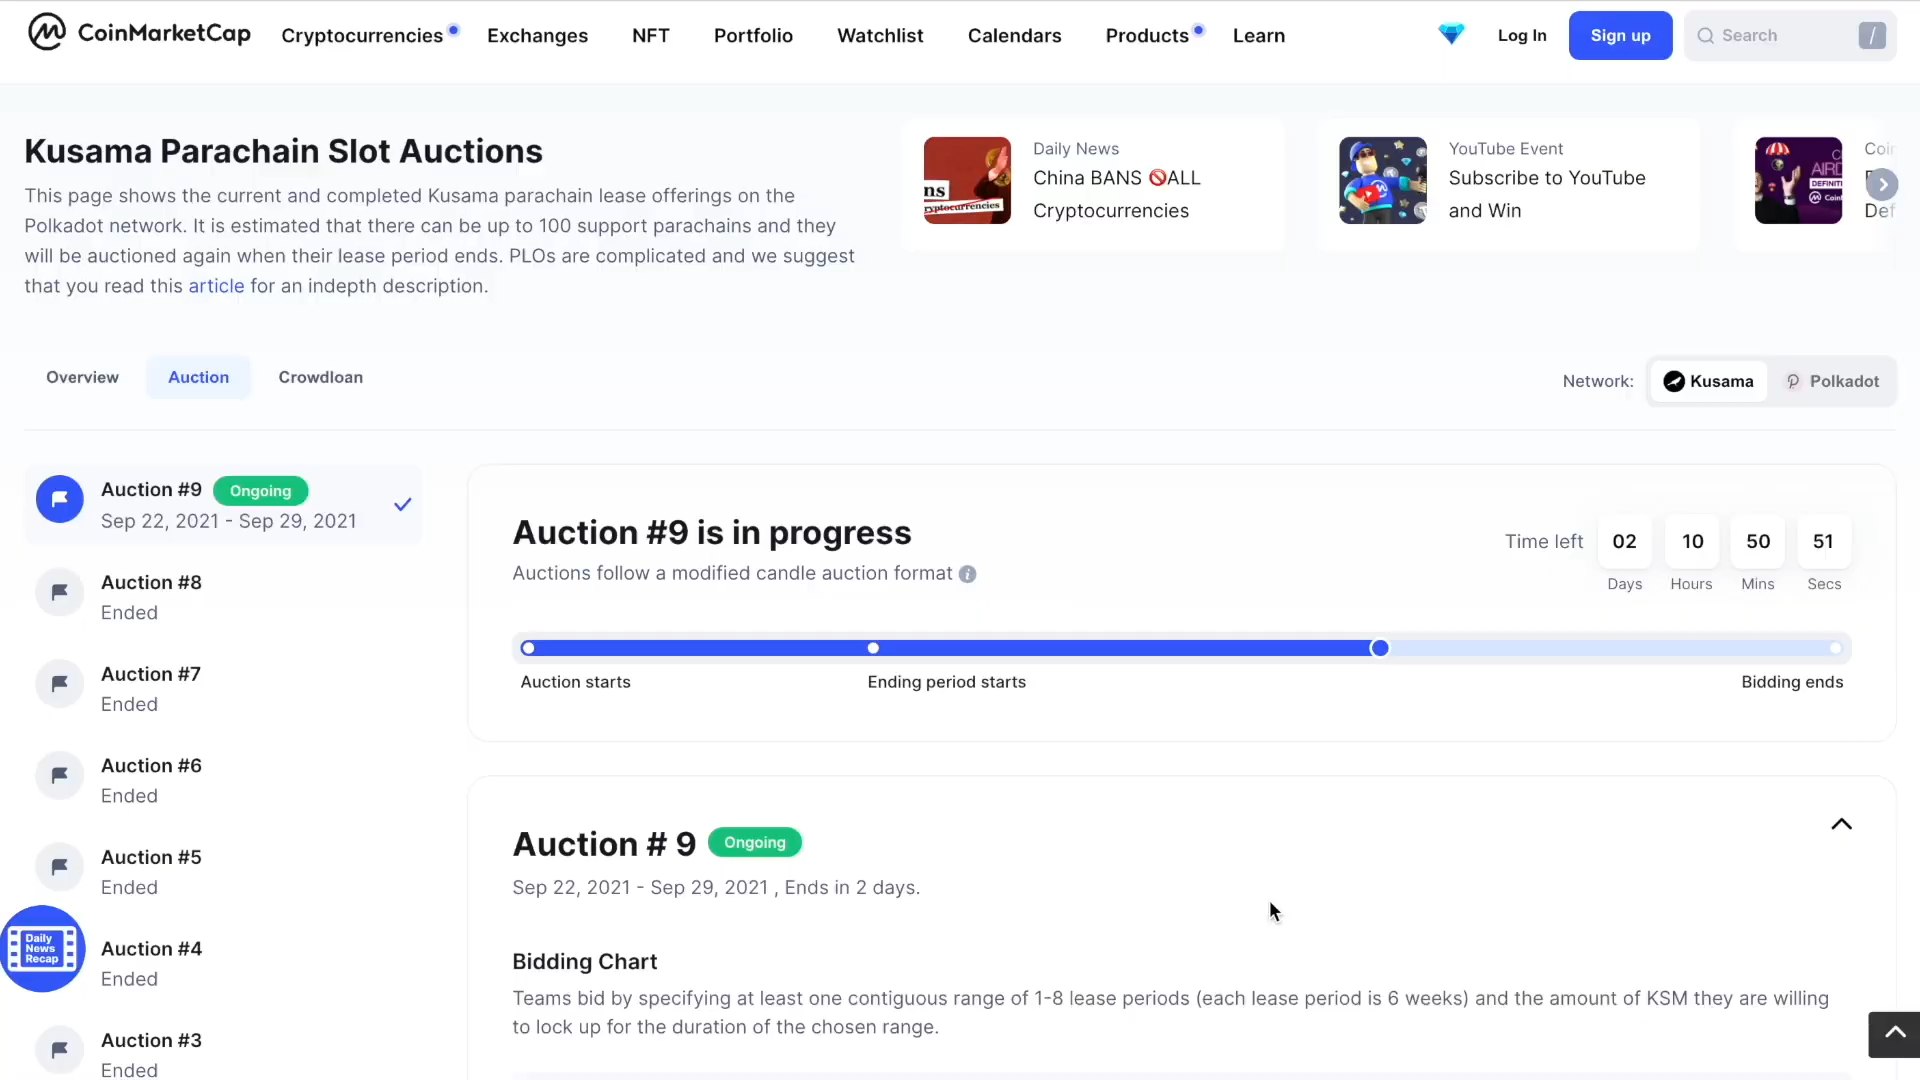 CoinMarketCap
Cryptocurrencies
Exchanges
NFT
Portfolio
Watchlist
Calendars
Products
Learn
Log In
Sign up
Search
/
Kusama Parachain Slot Auctions
This page shows the current and completed Kusama parachain lease offerings on the
Polkadot network. It is estimated that there can be up to 100 support parachains and they
will be auctioned again when their lease period ends. PLOs are complicated and we suggest
that you read this article for an indepth description.
ns
ryptocurrencies
Daily News
China BANS 🚫ALL
Cryptocurrencies
YouTube Event
Subscribe to YouTube
and Win
AIRD
DEFINIT
Coin
Def
Overview
Auction
Crowdloan
Network:
Kusama
Polkadot
Auction #9
Ongoing
Sep 22, 2021 - Sep 29, 2021
Auction #8
Ended
Auction #7
Ended
Auction #6
Ended
Auction #5
Ended
Auction #4
Ended
Auction #3
Ended
Daily
News
Recap
Auction #9 is in progress
Auctions follow a modified candle auction format
Time left
02
10
50
51
Days
Hours
Mins
Secs
Auction starts
Ending period starts
Bidding ends
Auction # 9
Ongoing
Sep 22, 2021 - Sep 29, 2021 , Ends in 2 days.
Bidding Chart
Teams bid by specifying at least one contiguous range of 1-8 lease periods (each lease period is 6 weeks) and the amount of KSM they are willing
to lock up for the duration of the chosen range.